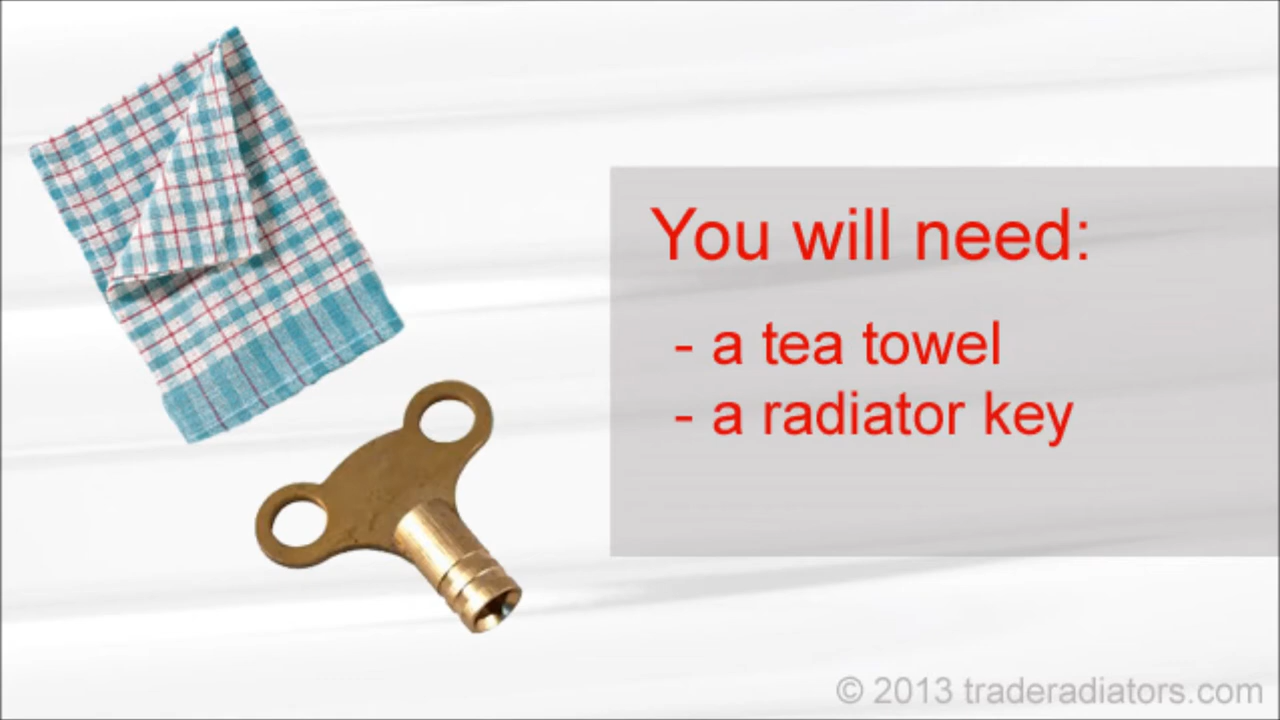 You will need:
- a tea towel
- a radiator key
© 2013 traderadiators.com